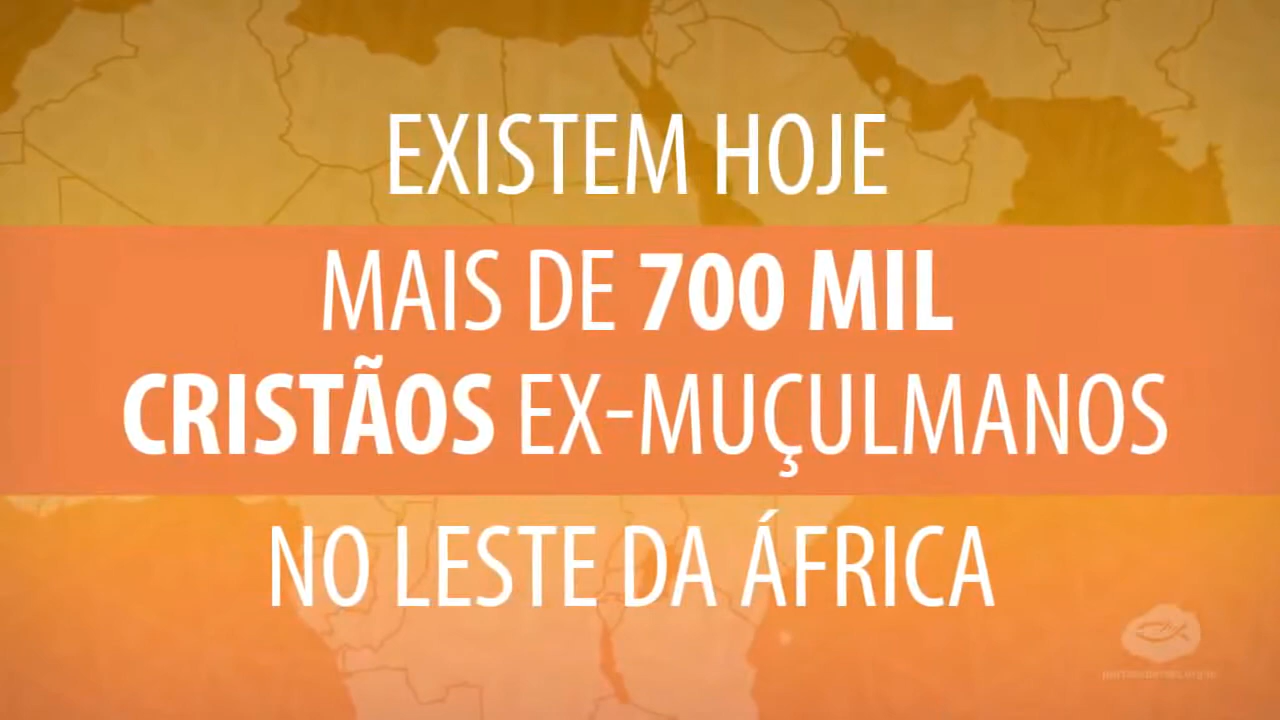 EXISTEM HOJE
MAIS DE 700 MIL
CRISTÃOS EX-MUÇULMANOS
NO LESTE DA ÁFRICA